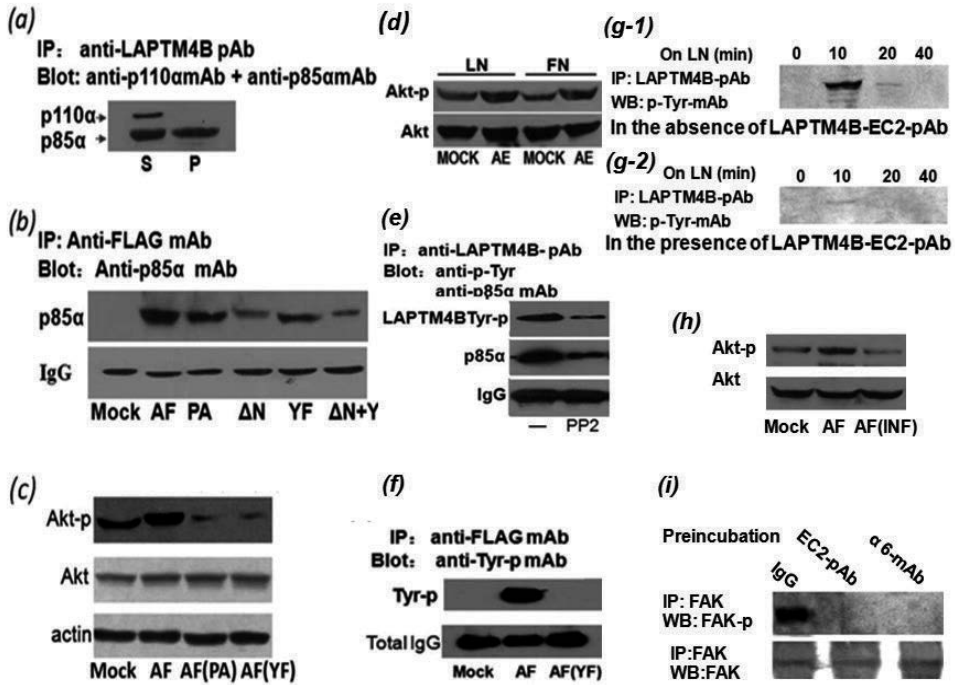 (a)
IP: anti-LAPTM4B pAb
Blot: anti-p110αmAb + anti-p85αmAb
p110α
p85α
S P
(b)
IP: Anti-FLAG mAb
Blot: Anti-p85α mAb
p85α
IgG
Mock AF PA ΔN YF ΔN+Y
(c)
Akt-p
Akt
actin
Mock AF AF(PA) AF(YF)
(d)
LN FN
Akt-p
Akt
MOCK AE MOCK AE
(e)
IP: anti-LAPTM4B- pAb
Blot: anti-p-Tyr
anti-p85α mAb
LAPTM4BTyr-p
p85α
IgG
— PP2
(f)
IP: anti-FLAG mAb
Blot: anti-Tyr-p mAb
Tyr-p
Total IgG
Mock AF AF(YF)
(g-1)
On LN (min) 0 10 20 40
IP: LAPTM4B-pAb
WB: p-Tyr-mAb
In the absence of LAPTM4B-EC2-pAb
(g-2)
On LN (min) 0 10 20 40
IP: LAPTM4B-pAb
WB: p-Tyr-mAb
In the presence of LAPTM4B-EC2-pAb
(h)
Akt-p
Akt
Mock AF AF(INF)
(i)
Preincubation IgG EC2-pAb α 6-mAb
IP: FAK
WB: FAK-p
IP:FAK
WB:FAK